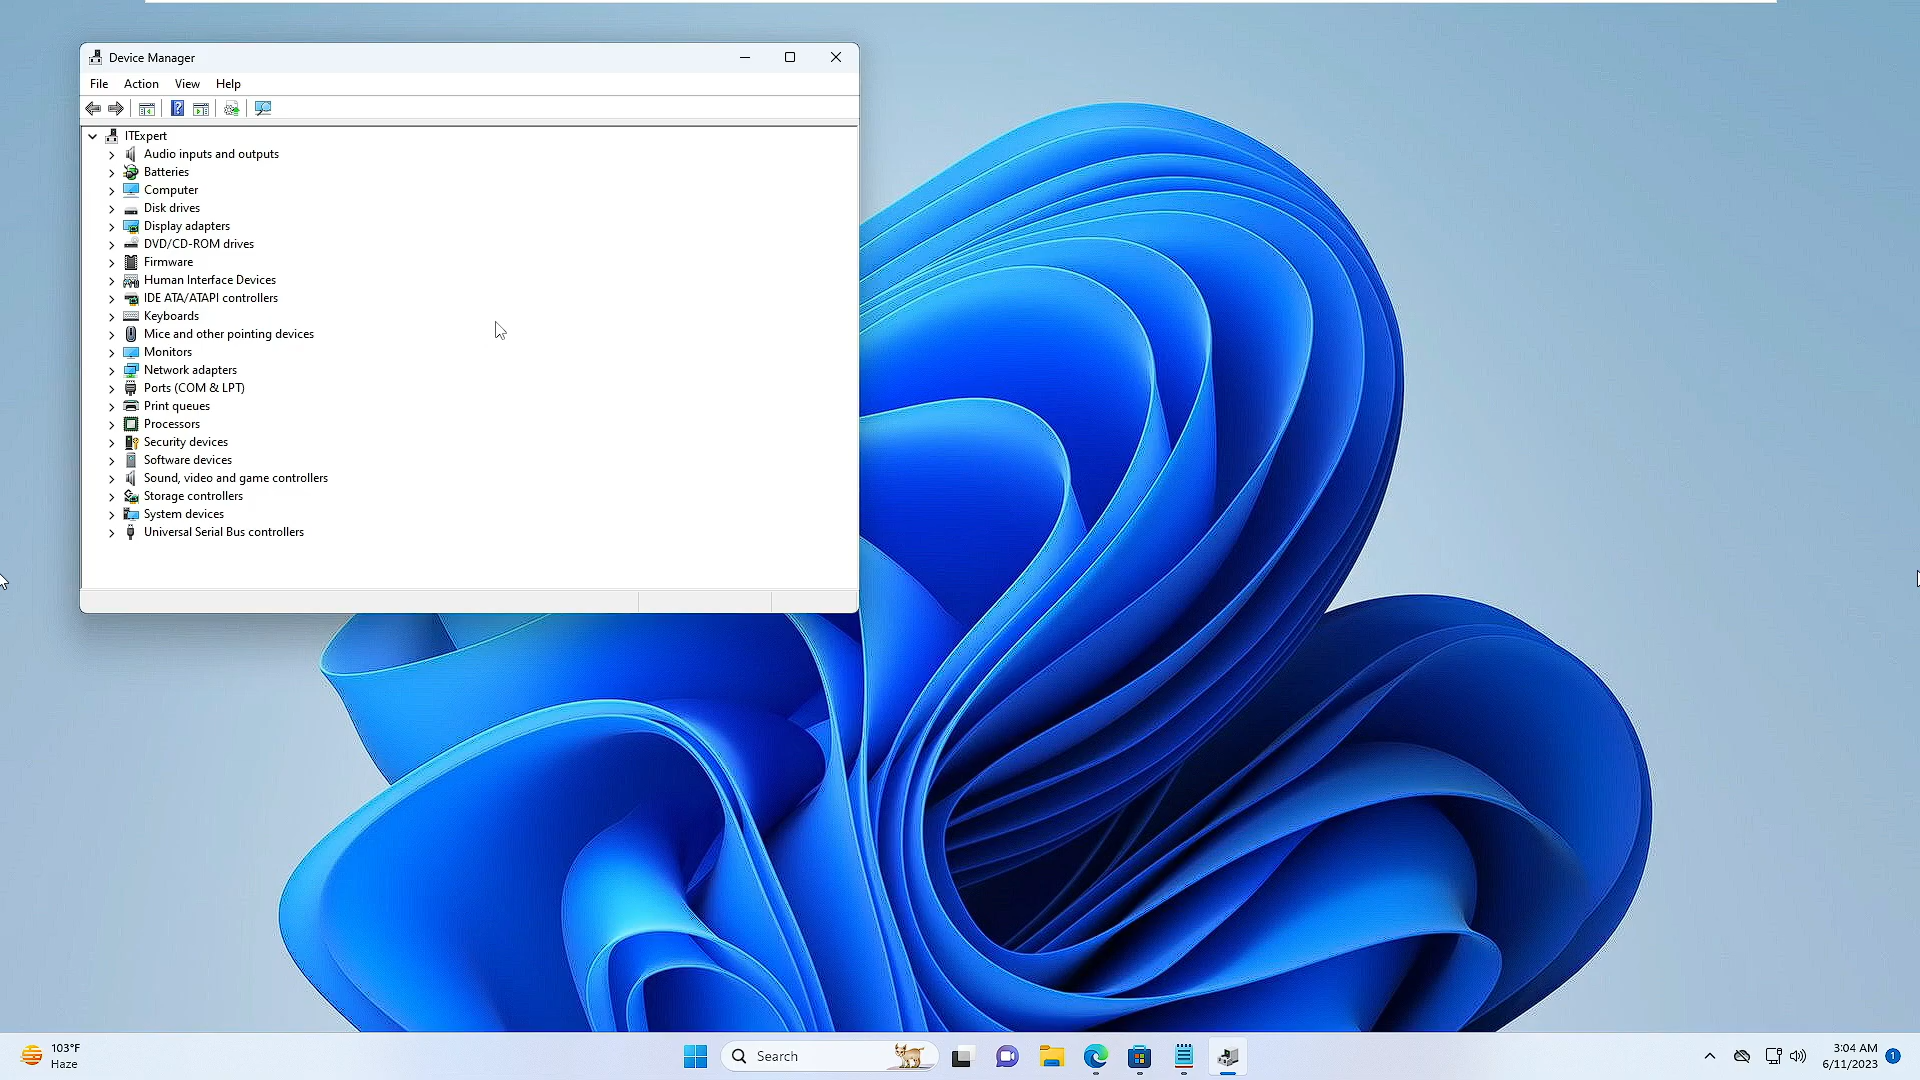 Device Manager
File Action View Help
ITExpert
Audio inputs and outputs
Batteries
Computer
Disk drives
Display adapters
DVD/CD-ROM drives
Firmware
Human Interface Devices
IDE ATA/ATAPI controllers
Keyboards
Mice and other pointing devices
Monitors
Network adapters
Ports (COM & LPT)
Print queues
Processors
Security devices
Software devices
Sound, video and game controllers
Storage controllers
System devices
Universal Serial Bus controllers
103°F
Haze
Search
3:04 AM
6/11/2023
1